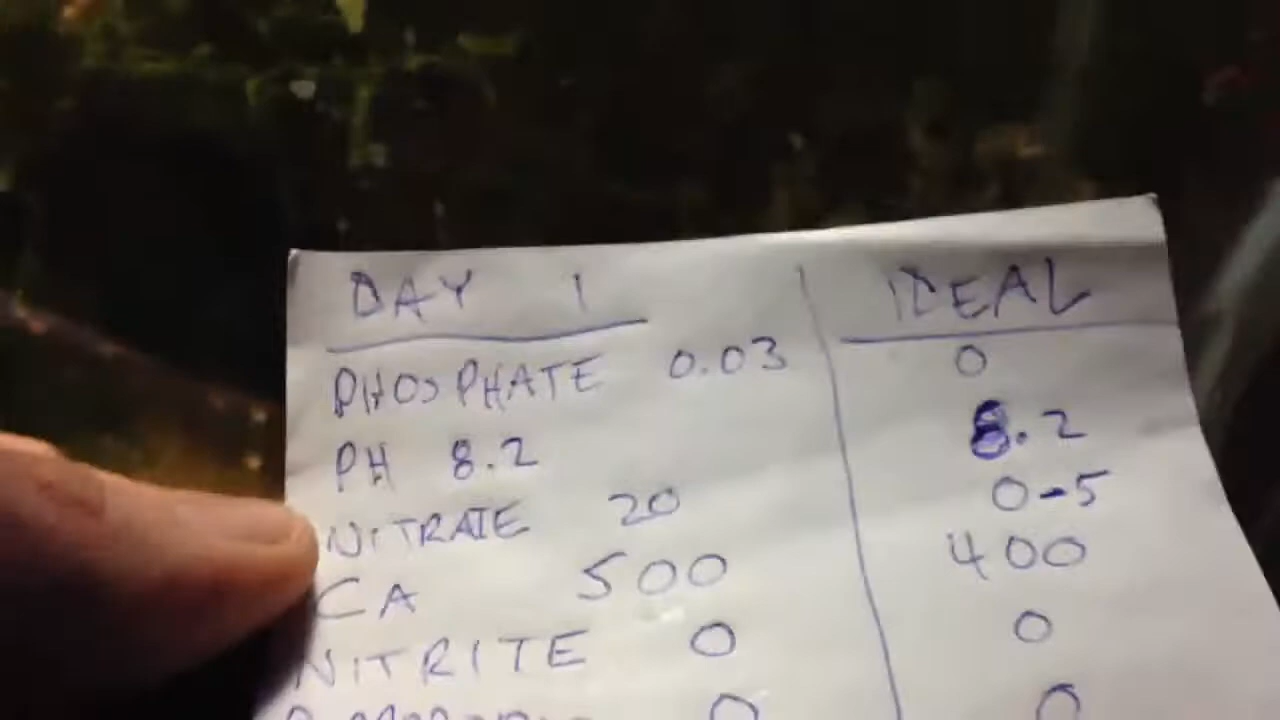 DAY 1 IDEAL
PHOSPHATE 0.03 0
PH 8.2 8.2
NITRATE 20 0-5
CA 500 400
NITRITE 0 0
0 0